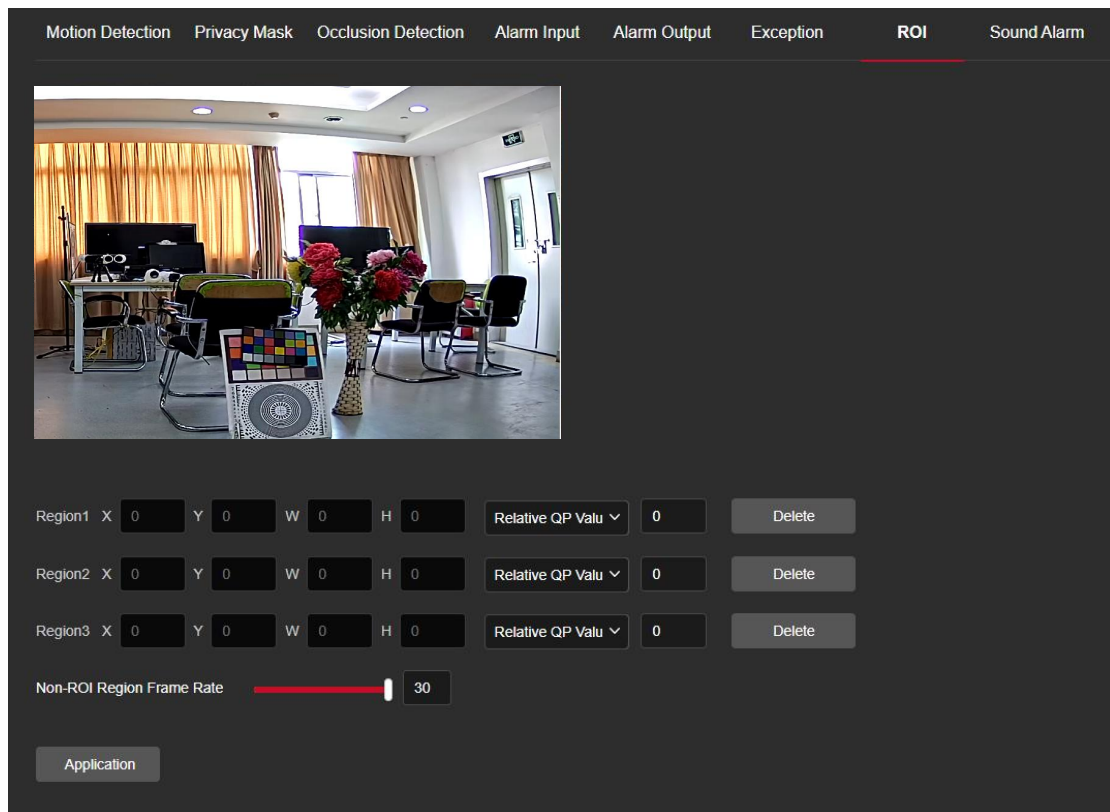 Motion Detection Privacy Mask Occlusion Detection Alarm Input Alarm Output Exception ROI Sound Alarm
Region1 X 0 Y 0 W 0 H 0 Relative QP Valu 0 Delete
Region2 X 0 Y 0 W 0 H 0 Relative QP Valu 0 Delete
Region3 X 0 Y 0 W 0 H 0 Relative QP Valu 0 Delete
Non-ROI Region Frame Rate 30
Application